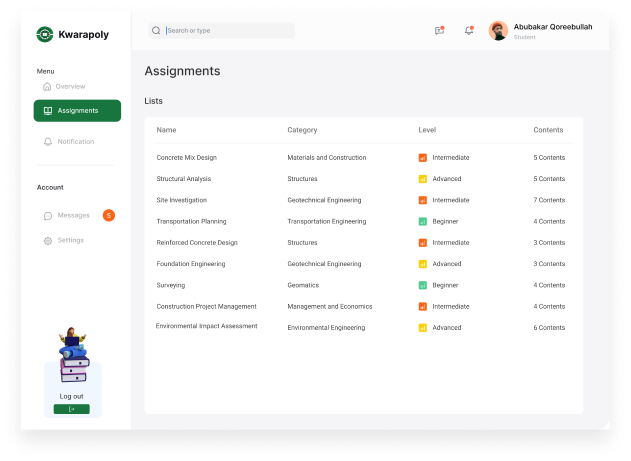 Kwarapoly
Search or type
Abubakar Qoreebullah
Student
Menu
Overview
Assignments
Notification
Account
Messages 5
Settings
Log out
Assignments
Lists
Name Category Level Contents
Concrete Mix Design Materials and Construction Intermediate 5 Contents
Structural Analysis Structures Advanced 5 Contents
Site Investigation Geotechnical Engineering Intermediate 7 Contents
Transportation Planning Transportation Engineering Beginner 4 Contents
Reinforced Concrete Design Structures Intermediate 3 Contents
Foundation Engineering Geotechnical Engineering Advanced 3 Contents
Surveying Geomatics Beginner 4 Contents
Construction Project Management Management and Economics Intermediate 4 Contents
Environmental Impact Assessment Environmental Engineering Advanced 6 Contents